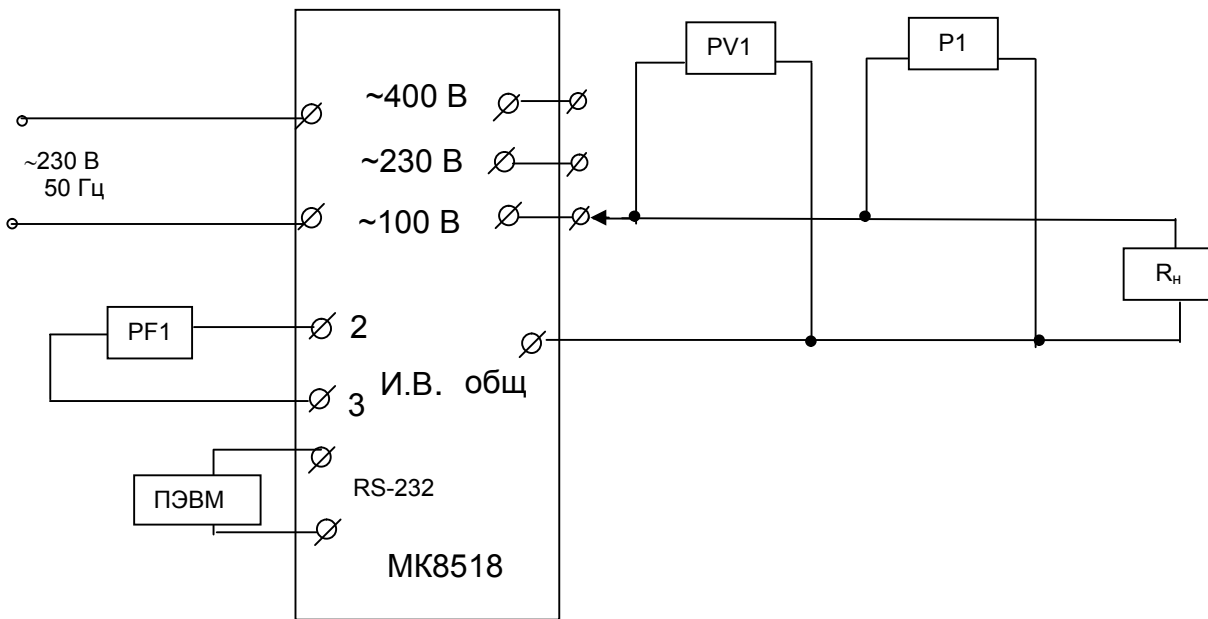 PV1
P1
~400 В
~230 В
50 Гц
~230 В
~100 В
Rн
PF1
2
И.В. общ
3
ПЭВМ
RS-232
МК8518